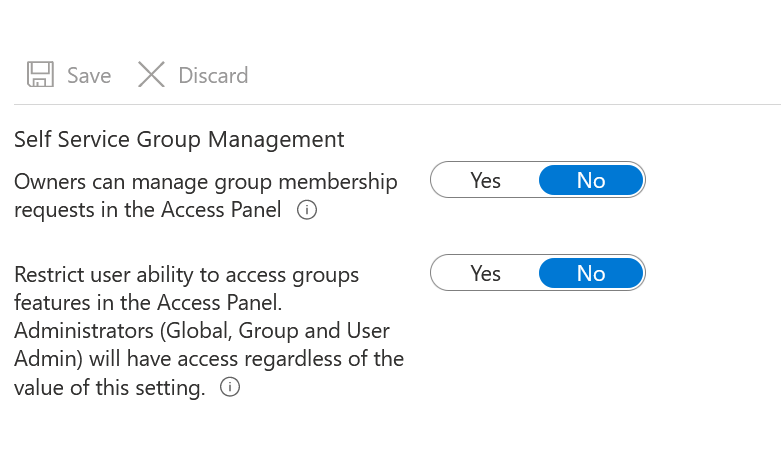 Save Discard
Self Service Group Management
Owners can manage group membership
requests in the Access Panel
Yes No
Restrict user ability to access groups
features in the Access Panel.
Administrators (Global, Group and User
Admin) will have access regardless of the
value of this setting.
Yes No